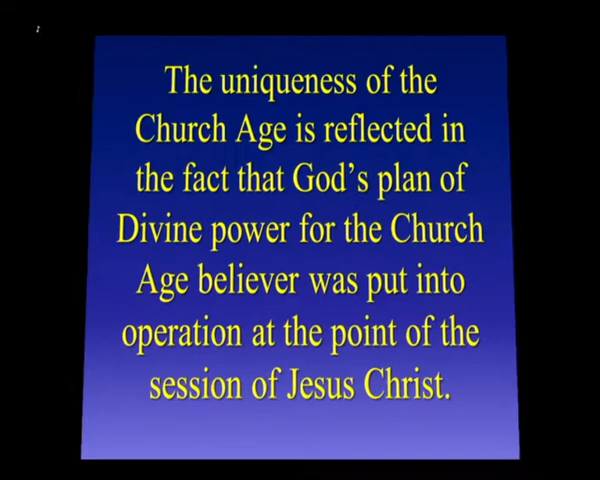 The uniqueness of the
Church Age is reflected in
the fact that God's plan of
Divine power for the Church
Age believer was put into
operation at the point of the
session of Jesus Christ.